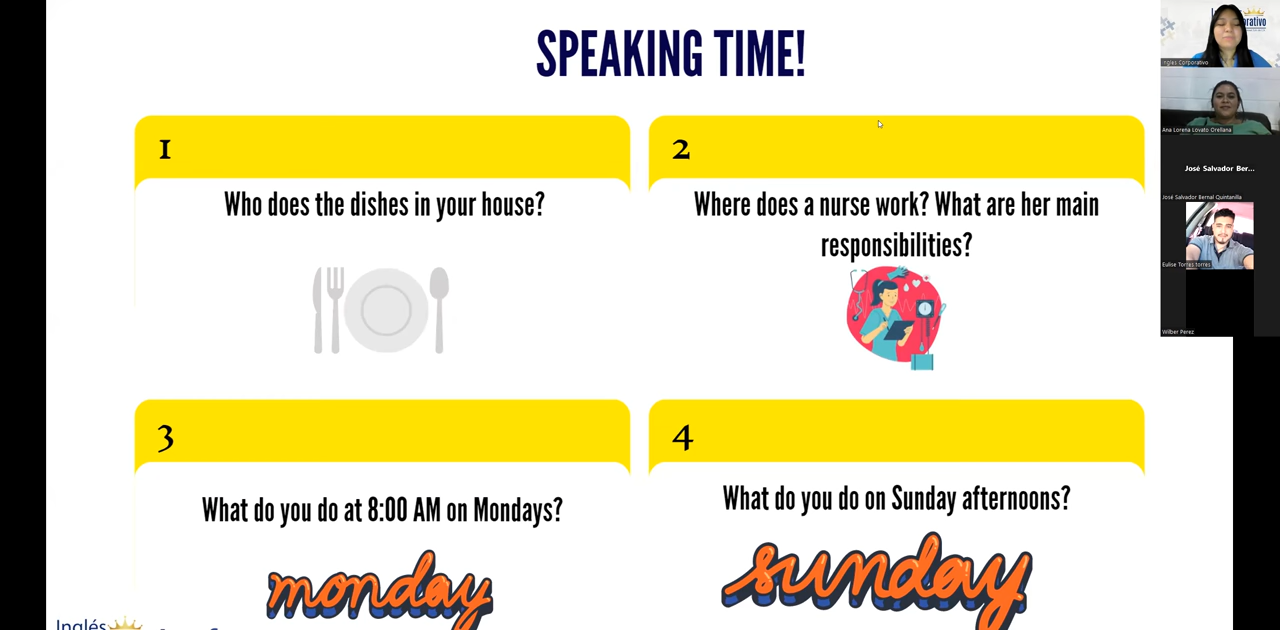 SPEAKING TIME!
1
Who does the dishes in your house?
2
Where does a nurse work? What are her main
responsibilities?
3
What do you do at 8:00 AM on Mondays?
monday
4
What do you do on Sunday afternoons?
sunday
Inglés
Inglés Corporativo
Ana Lorena Lovato Orellana
José Salvador Ber...
José Salvador Bernal Quintanilla
Eulise Torres torres
Wilber Perez